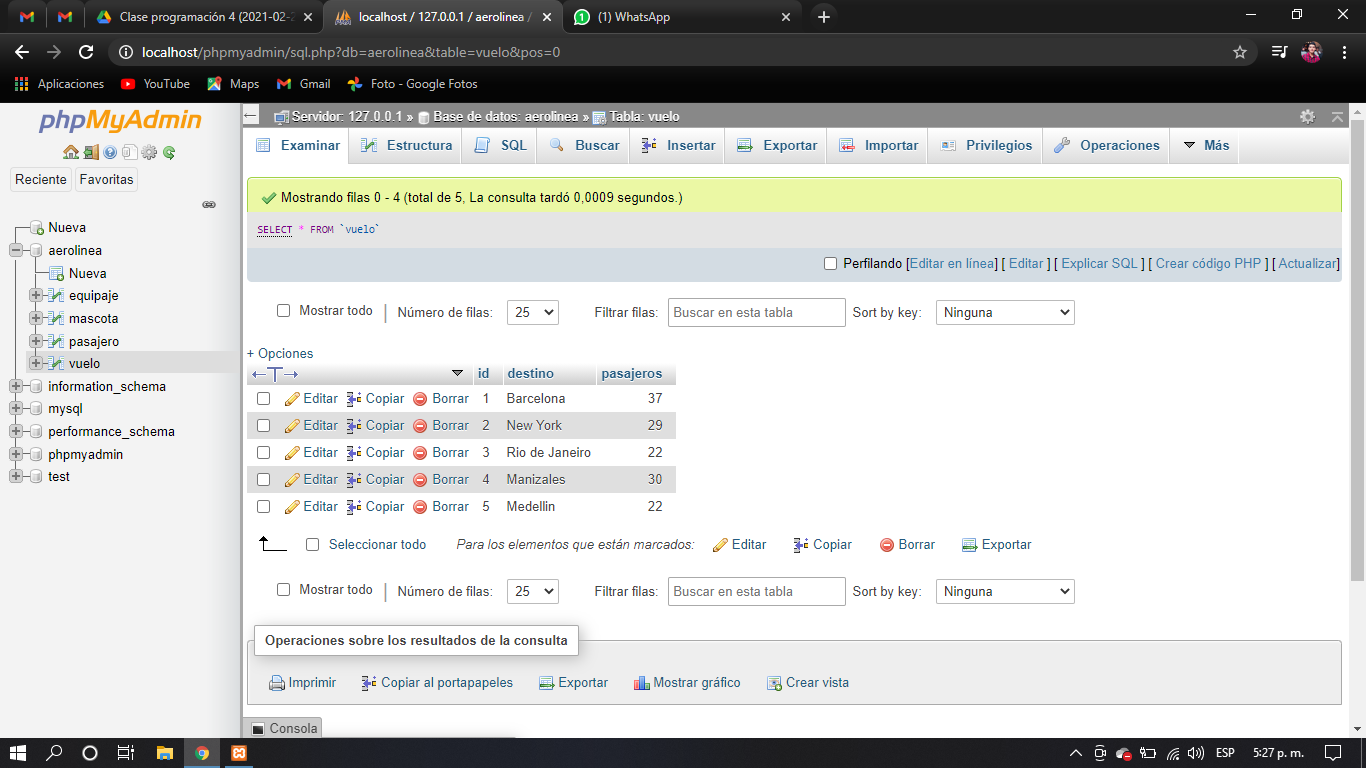 Clase programación 4 (2021-02-2
localhost / 127.0.0.1 / aerolinea /
(1) WhatsApp
localhost/phpmyadmin/sql.php?db=aerolinea&table=vuelo&pos=0
Aplicaciones YouTube Maps Gmail Foto - Google Fotos
phpMyAdmin
Reciente Favoritas
Nueva
aerolinea
Nueva
equipaje
mascota
pasajero
vuelo
information_schema
mysql
performance_schema
phpmyadmin
test
Servidor: 127.0.0.1 » Base de datos: aerolinea » Tabla: vuelo
Examinar Estructura SQL Buscar Insertar Exportar Importar Privilegios Operaciones Más
Mostrando filas 0 - 4 (total de 5, La consulta tardó 0,0009 segundos.)
SELECT * FROM `vuelo`
Perfilando [Editar en línea] [ Editar ] [ Explicar SQL ] [ Crear código PHP ] [ Actualizar]
Mostrar todo | Número de filas: 25 Filtrar filas: Buscar en esta tabla Sort by key: Ninguna
+ Opciones
←T→ id destino pasajeros
Editar Copiar Borrar 1 Barcelona 37
Editar Copiar Borrar 2 New York 29
Editar Copiar Borrar 3 Rio de Janeiro 22
Editar Copiar Borrar 4 Manizales 30
Editar Copiar Borrar 5 Medellin 22
Seleccionar todo Para los elementos que están marcados: Editar Copiar Borrar Exportar
Mostrar todo | Número de filas: 25 Filtrar filas: Buscar en esta tabla Sort by key: Ninguna
Operaciones sobre los resultados de la consulta
Imprimir Copiar al portapapeles Exportar Mostrar gráfico Crear vista
Consola
ESP 5:27 p. m.